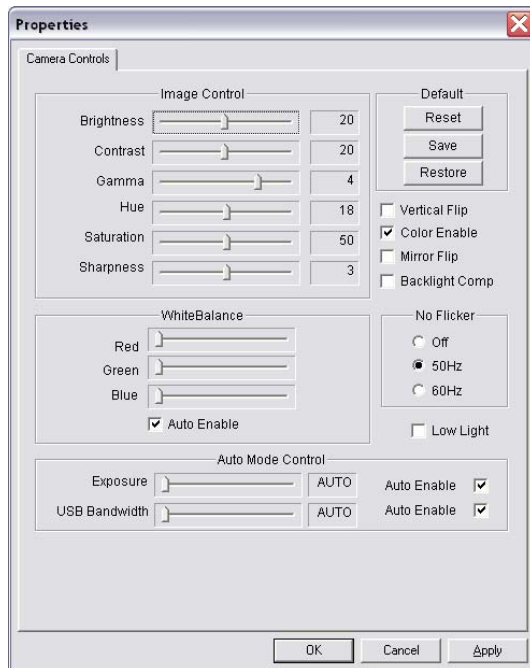 Properties
Camera Controls
Image Control
Brightness 20
Contrast 20
Gamma 4
Hue 18
Saturation 50
Sharpness 3
Default
Reset
Save
Restore
Vertical Flip
Color Enable
Mirror Flip
Backlight Comp
WhiteBalance
Red
Green
Blue
Auto Enable
No Flicker
Off
50Hz
60Hz
Low Light
Auto Mode Control
Exposure AUTO Auto Enable
USB Bandwidth AUTO Auto Enable
OK Cancel Apply